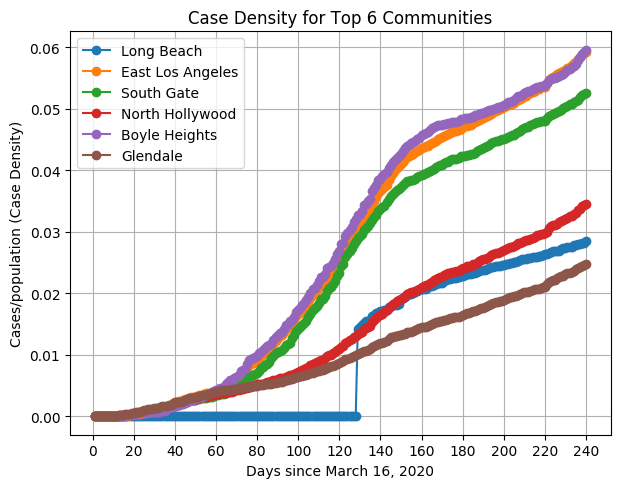 Case Density for Top 6 Communities
Long Beach
East Los Angeles
South Gate
North Hollywood
Boyle Heights
Glendale
Cases/population (Case Density)
0.06
0.05
0.04
0.03
0.02
0.01
0.00
0 20 40 60 80 100 120 140 160 180 200 220 240
Days since March 16, 2020